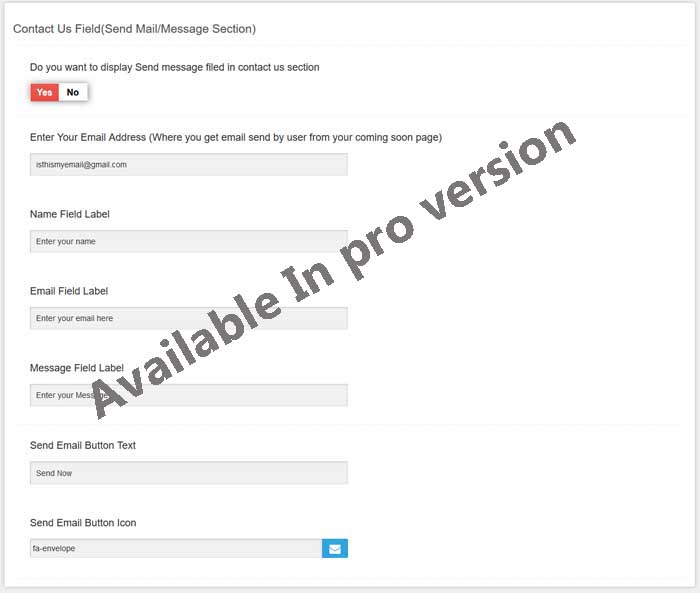 Contact Us Field(Send Mail/Message Section)
Do you want to display Send message filed in contact us section
Yes No
Enter Your Email Address (Where you get email send by user from your coming soon page)
isthismyemail@gmail.com
Name Field Label
Enter your name
Email Field Label
Enter your email here
Message Field Label
Enter your Message
Send Email Button Text
Send Now
Send Email Button Icon
fa-envelope
Available In pro version